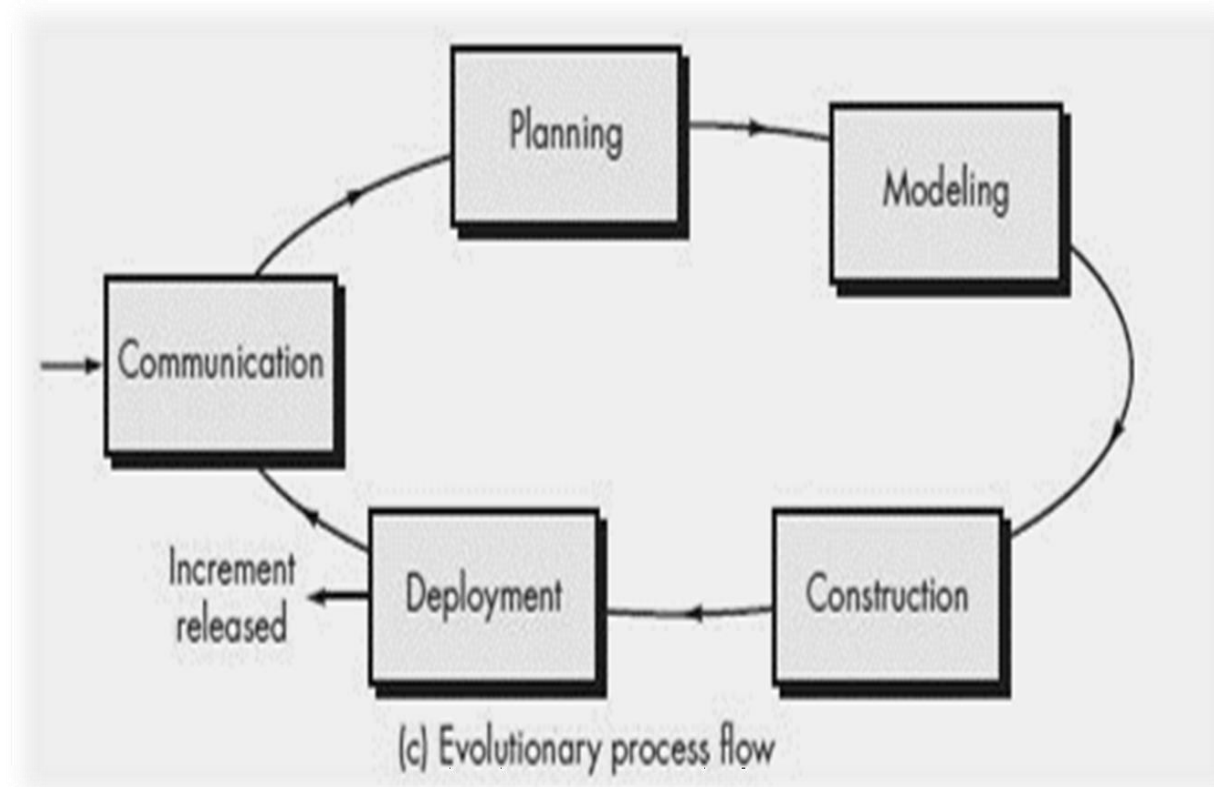 Planning
Modeling
Communication
Increment
released
Deployment
Construction
(c) Evolutionary process flow